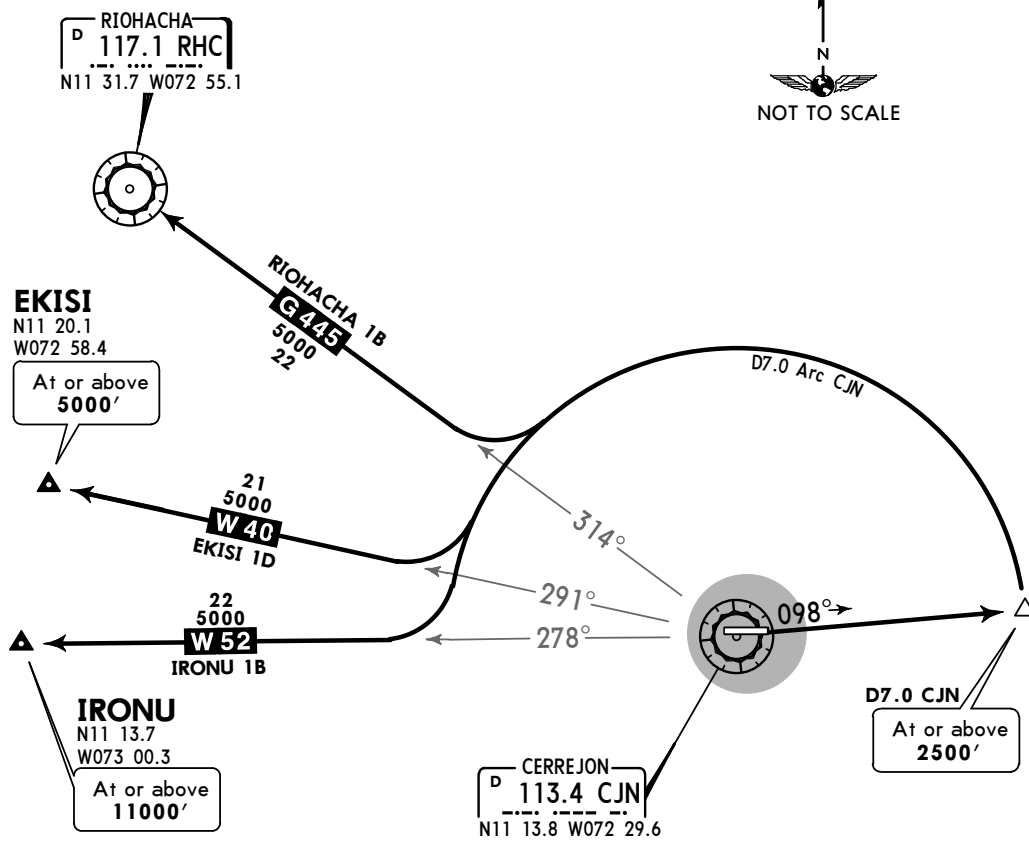 RIOHACHA
D 117.1 RHC
N11 31.7 W072 55.1
N
NOT TO SCALE
RIOHACHA 1B
G 445
5000
22
EKISI
N11 20.1
W072 58.4
At or above
5000′
D7.0 Arc CJN
21
5000
W 40
EKISI 1D
314°
291°
278°
098°
22
5000
W 52
IRONU 1B
IRONU
N11 13.7
W073 00.3
At or above
11000′
D7.0 CJN
At or above
2500′
CERREJON
D 113.4 CJN
N11 13.8 W072 29.6